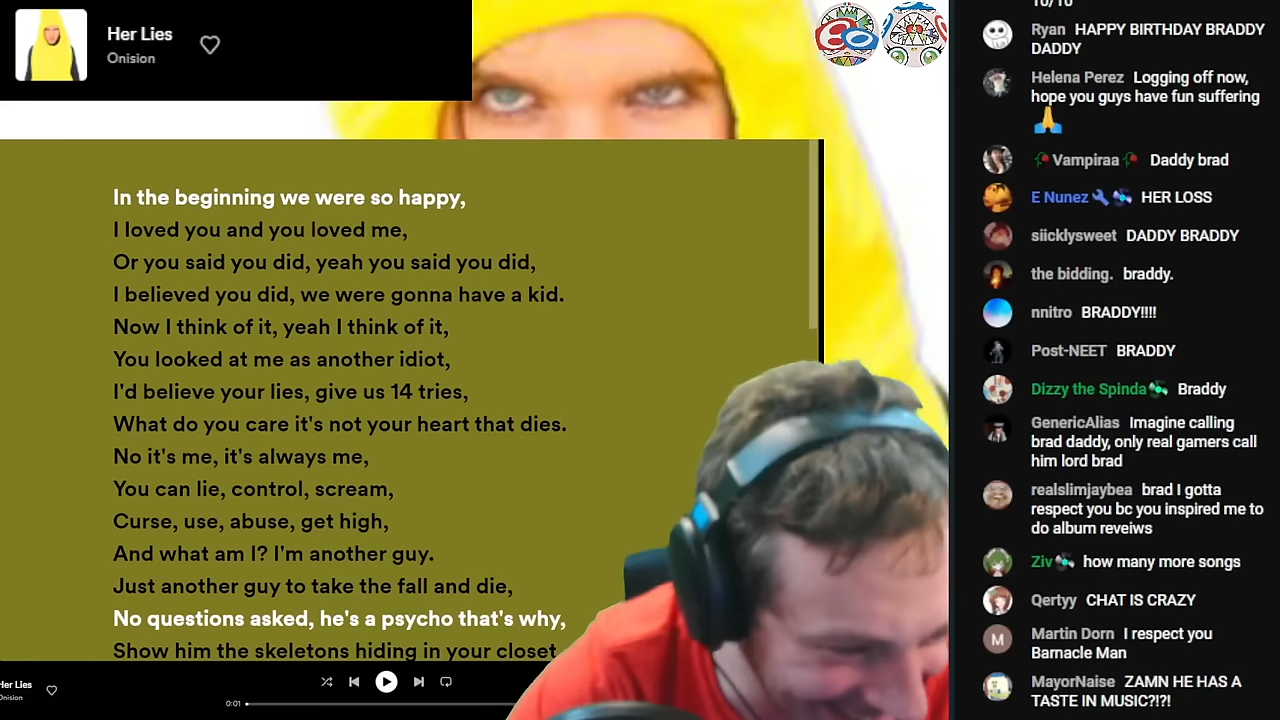 Her Lies
Onision
In the beginning we were so happy,
I loved you and you loved me,
Or you said you did, yeah you said you did,
I believed you did, we were gonna have a kid.
Now I think of it, yeah I think of it,
You looked at me as another idiot,
I'd believe your lies, give us 14 tries,
What do you care it's not your heart that dies.
No it's me, it's always me,
You can lie, control, scream,
Curse, use, abuse, get high,
And what am I? I'm another guy.
Just another guy to take the fall and die,
No questions asked, he's a psycho that's why,
Show him the skeletons hiding in your closet
Her Lies
Onision
0:01
10/10
Ryan HAPPY BIRTHDAY BRADDY
DADDY
Helena Perez Logging off now,
hope you guys have fun suffering
🙏
🥀Vampiraa🥀 Daddy brad
E Nunez HER LOSS
siicklysweet DADDY BRADDY
the bidding. braddy.
nnitro BRADDY!!!!
Post-NEET BRADDY
Dizzy the Spinda Braddy
GenericAlias Imagine calling
brad daddy, only real gamers call
him lord brad
realslimjaybea brad I gotta
respect you bc you inspired me to
do album reveiws
Ziv how many more songs
Qertyy CHAT IS CRAZY
M
Martin Dorn I respect you
Barnacle Man
MayorNaise ZAMN HE HAS A
TASTE IN MUSIC?!?!